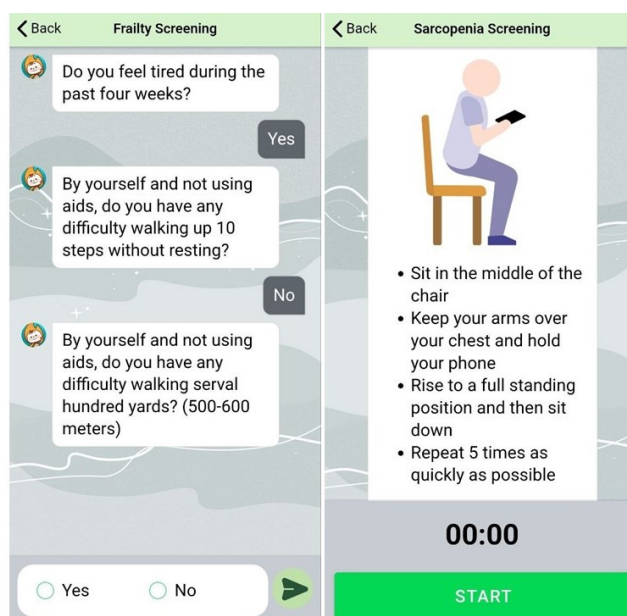 Back
Frailty Screening
Do you feel tired during the
past four weeks?
Yes
By yourself and not using
aids, do you have any
difficulty walking up 10
steps without resting?
No
By yourself and not using
aids, do you have any
difficulty walking serval
hundred yards? (500-600
meters)
Yes
No
Back
Sarcopenia Screening
• Sit in the middle of the
chair
• Keep your arms over
your chest and hold
your phone
• Rise to a full standing
position and then sit
down
• Repeat 5 times as
quickly as possible
00:00
START